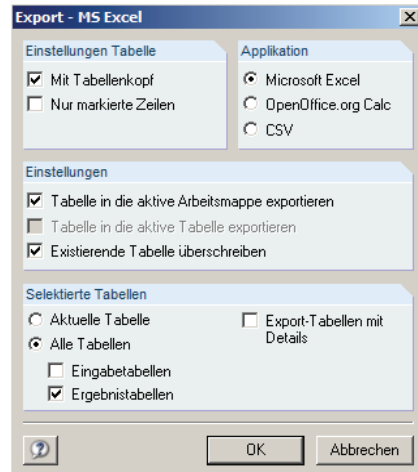 Export - MS Excel
Einstellungen Tabelle
Mit Tabellenkopf
Nur markierte Zeilen
Applikation
Microsoft Excel
OpenOffice.org Calc
CSV
Einstellungen
Tabelle in die aktive Arbeitsmappe exportieren
Tabelle in die aktive Tabelle exportieren
Existierende Tabelle überschreiben
Selektierte Tabellen
Aktuelle Tabelle
Alle Tabellen
Eingabetabellen
Ergebnistabellen
Export-Tabellen mit
Details
OK
Abbrechen